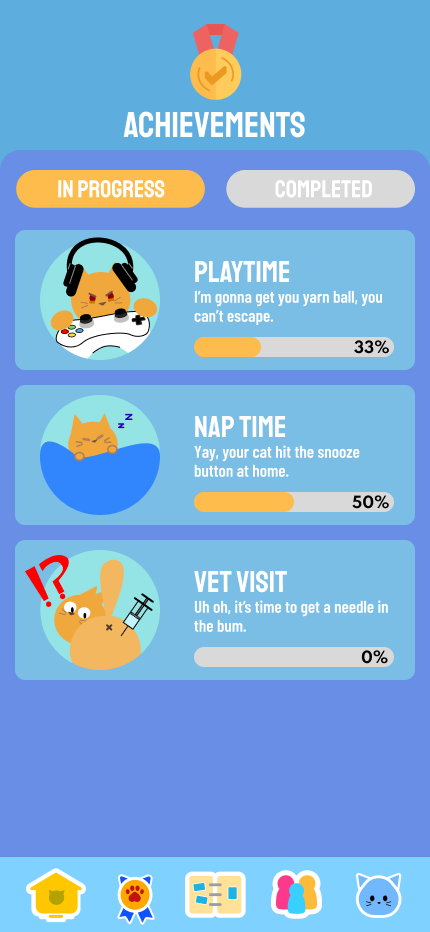 ACHIEVEMENTS
IN PROGRESS
COMPLETED
PLAYTIME
I'm gonna get you yarn ball, you
can't escape.
33%
z z
NAP TIME
Yay, your cat hit the snooze
button at home.
50%
!?
VET VISIT
Uh oh, it's time to get a needle in
the bum.
0%